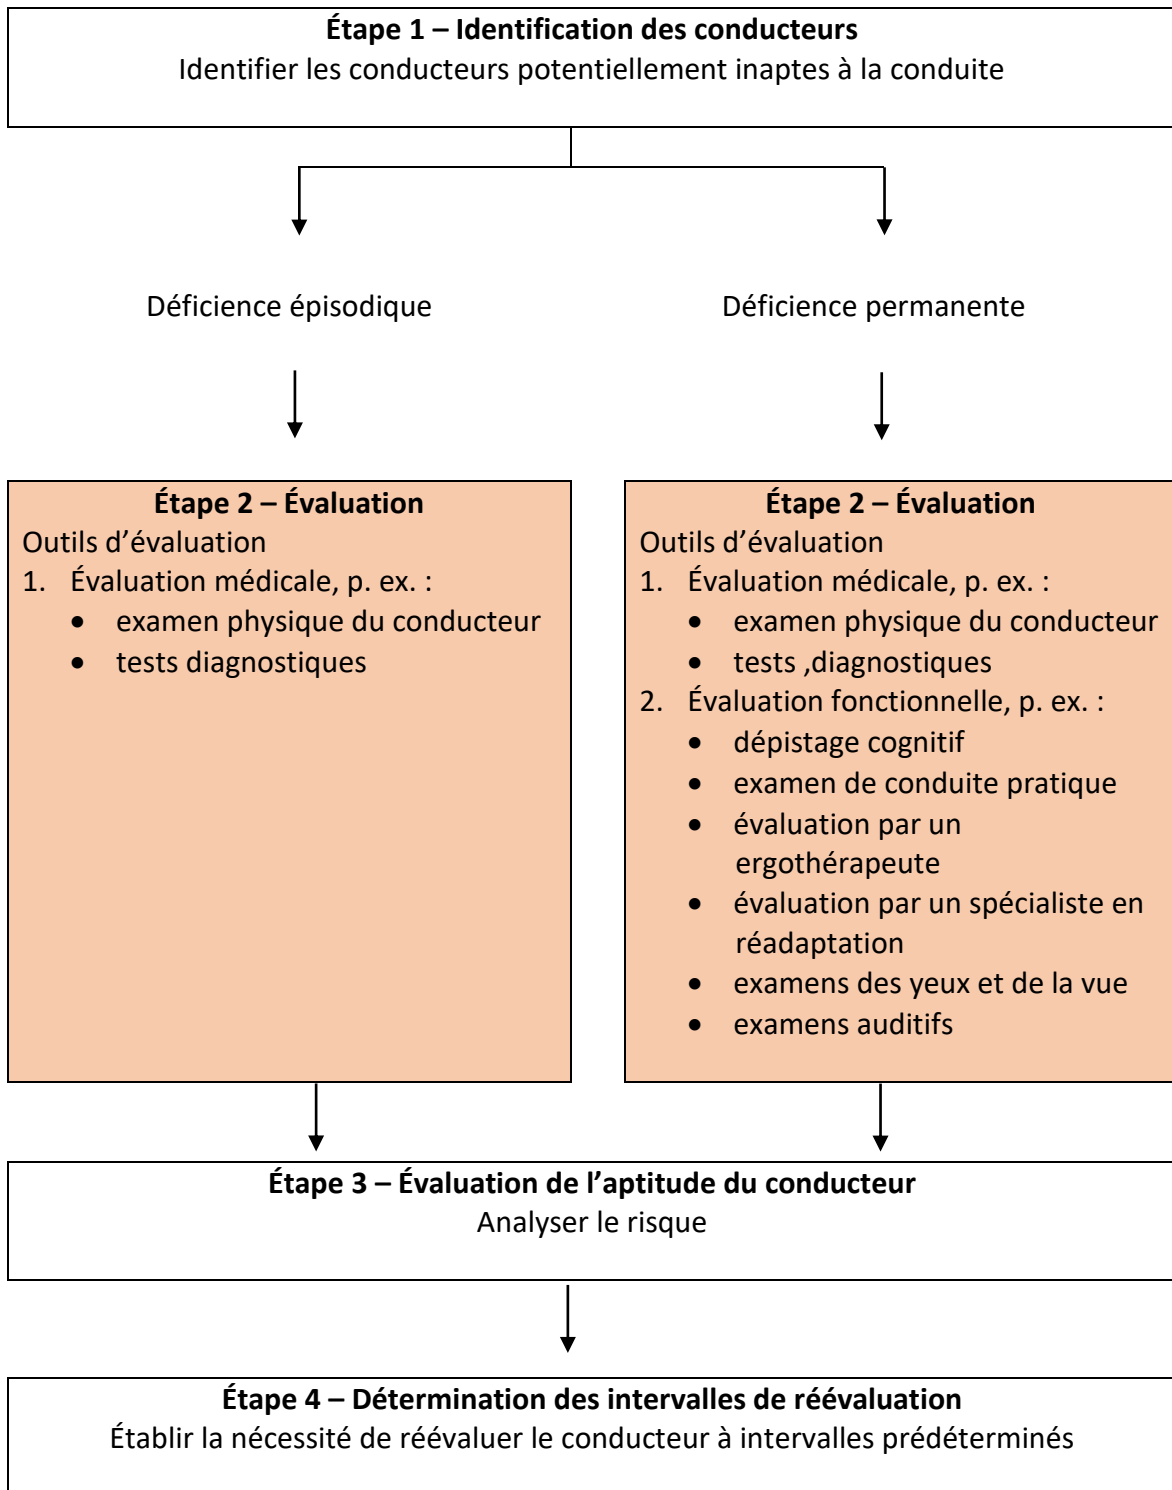 Étape 1 – Identification des conducteurs
Identifier les conducteurs potentiellement inaptes à la conduite
Déficience épisodique
Déficience permanente
Étape 2 – Évaluation
Outils d’évaluation
1. Évaluation médicale, p. ex. :
• examen physique du conducteur
• tests diagnostiques
Étape 2 – Évaluation
Outils d’évaluation
1. Évaluation médicale, p. ex. :
• examen physique du conducteur
• tests ,diagnostiques
2. Évaluation fonctionnelle, p. ex. :
• dépistage cognitif
• examen de conduite pratique
• évaluation par un
ergothérapeute
• évaluation par un spécialiste en
réadaptation
• examens des yeux et de la vue
• examens auditifs
Étape 3 – Évaluation de l’aptitude du conducteur
Analyser le risque
Étape 4 – Détermination des intervalles de réévaluation
Établir la nécessité de réévaluer le conducteur à intervalles prédéterminés